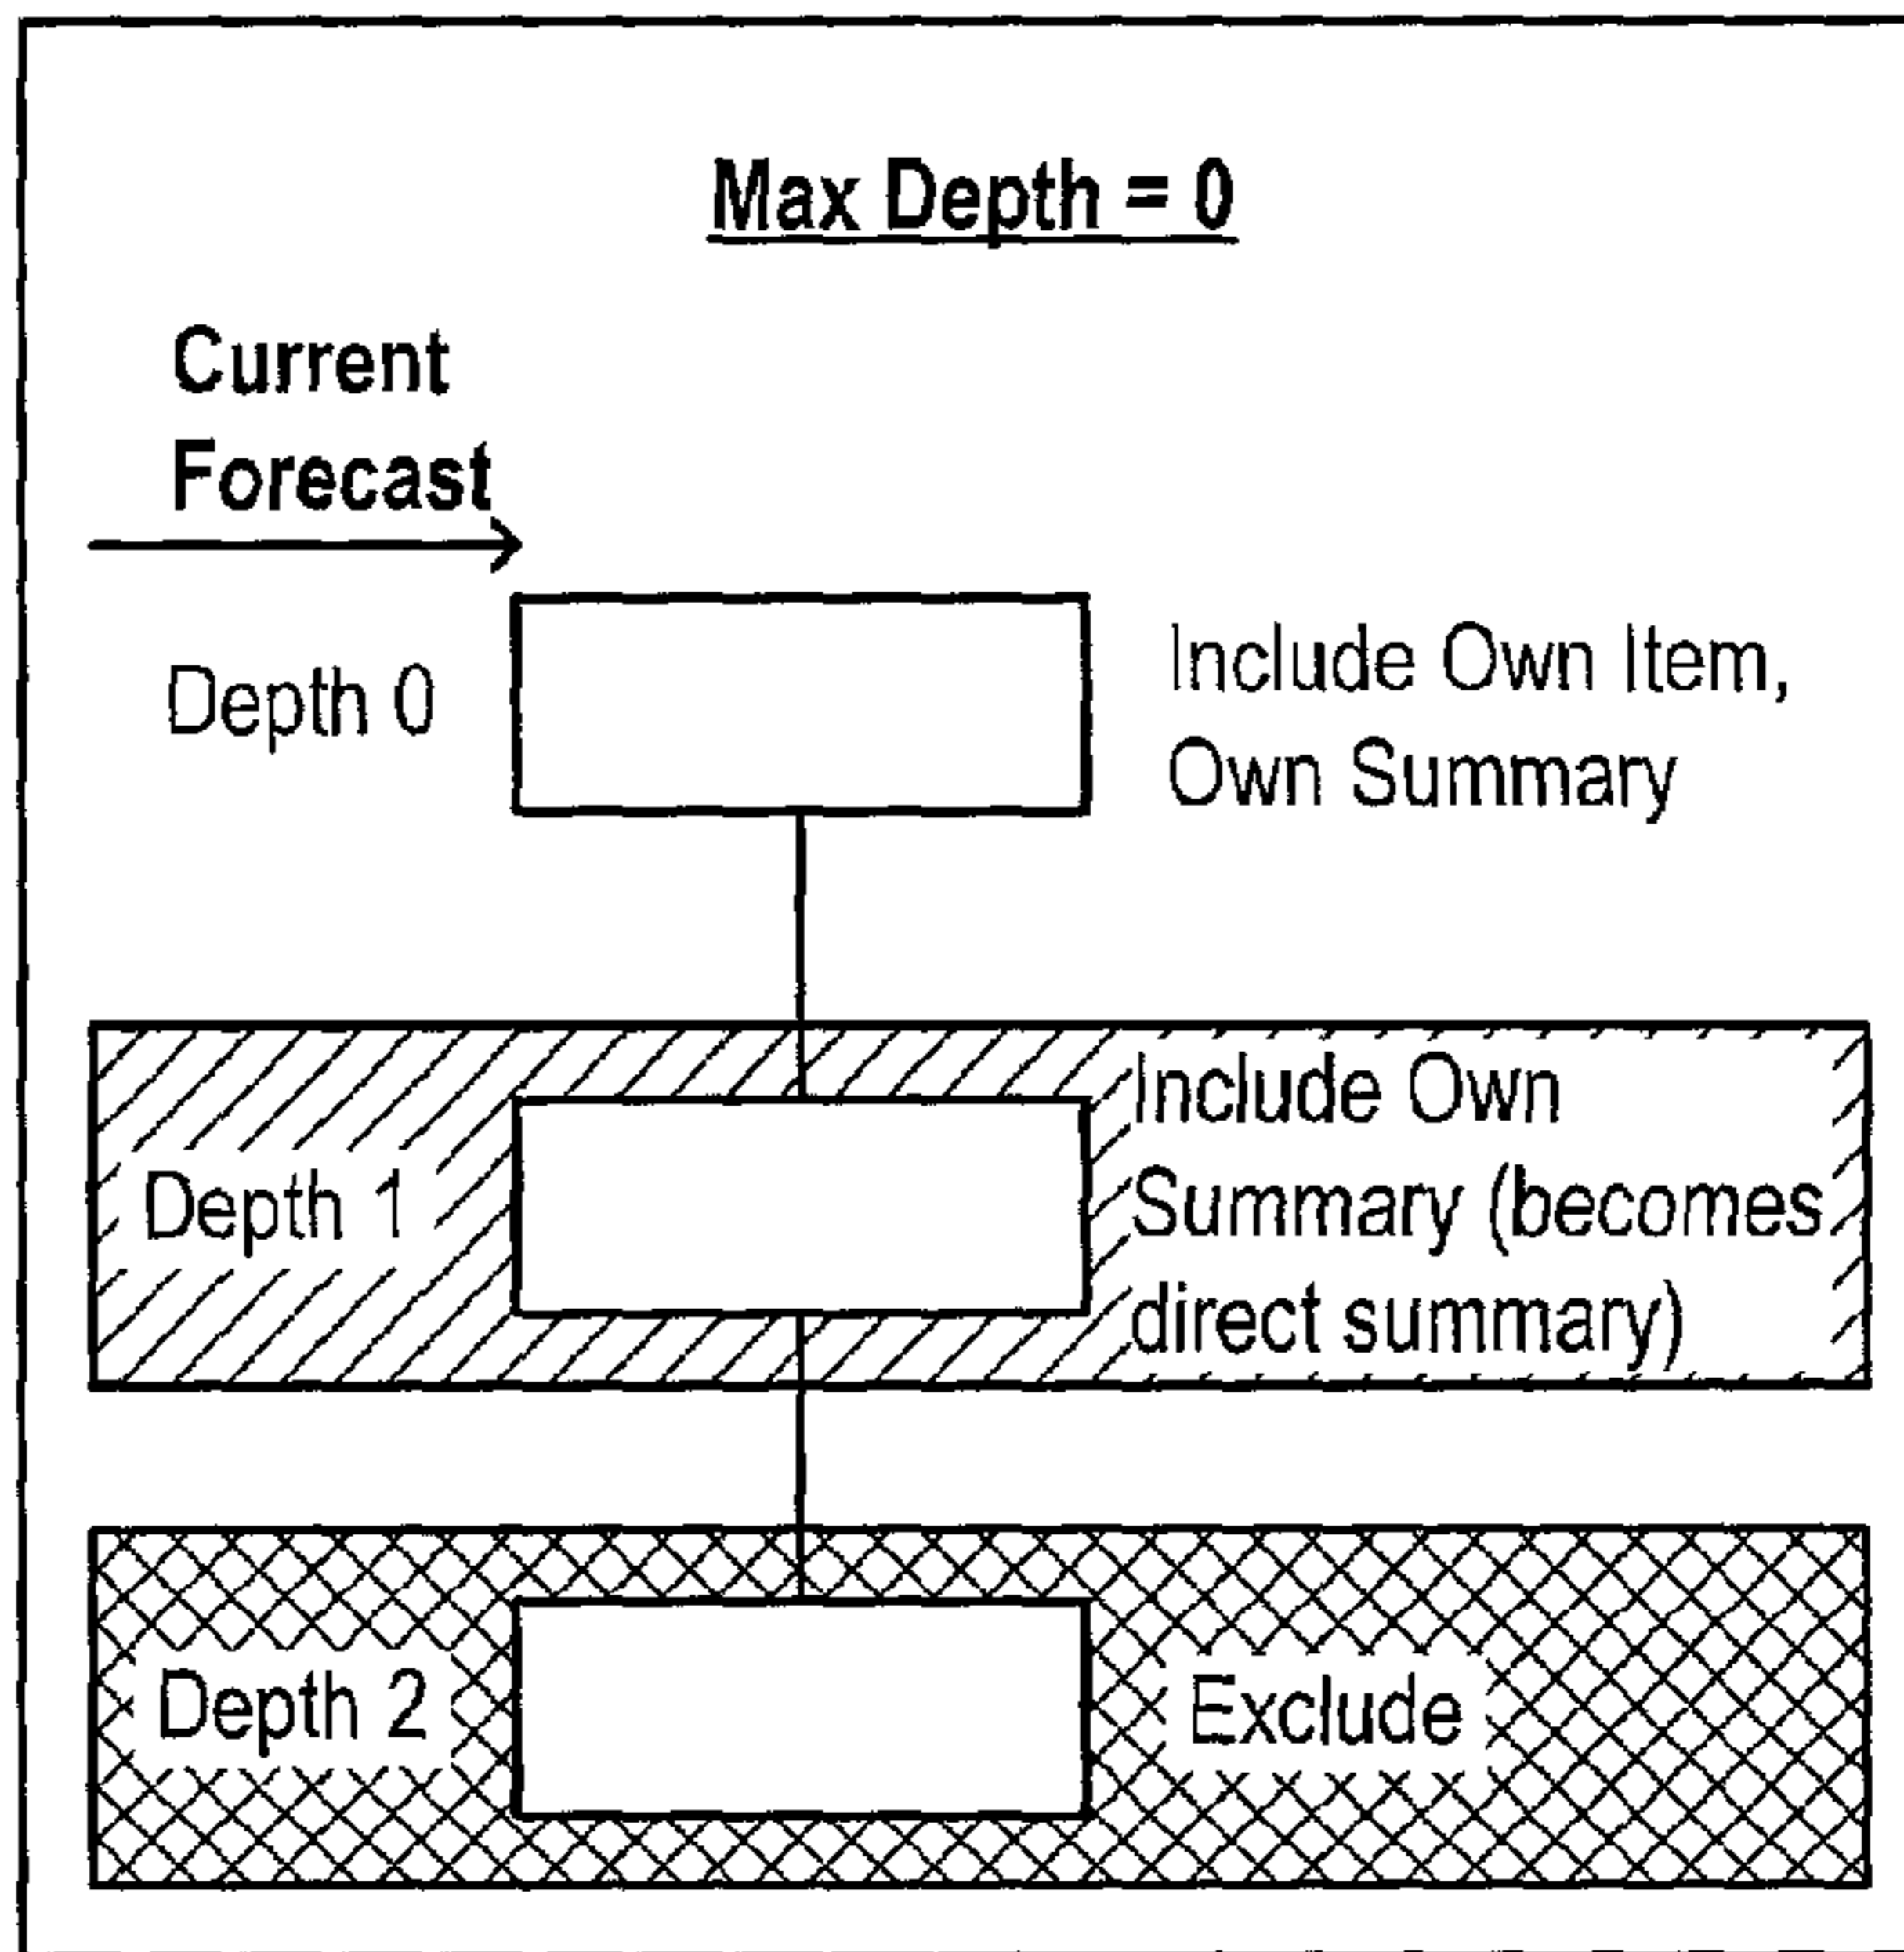 Max Depth = 0
Current
Forecast
Depth 0
Include Own Item,
Own Summary
Depth 1
Include Own
Summary (becomes
direct summary)
Depth 2
Exclude